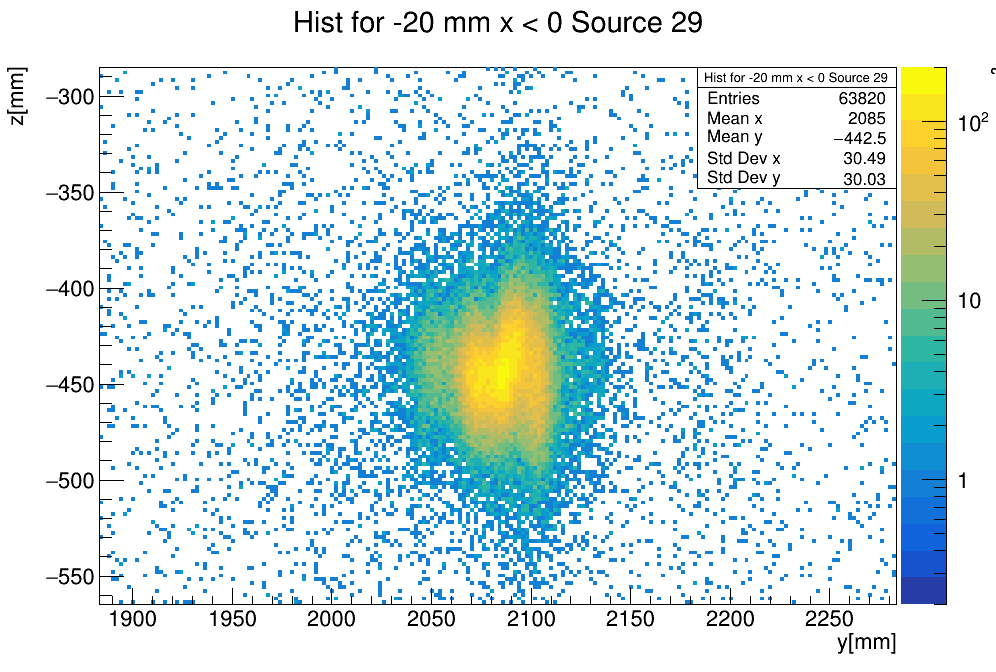 Hist for -20 mm x < 0 Source 29
z[mm]
Hist for -20 mm x < 0 Source 29
Entries 63820
Mean x 2085
Mean y −442.5
Std Dev x 30.49
Std Dev y 30.03
−300
−350
−400
−450
−500
−550
1900 1950 2000 2050 2100 2150 2200 2250
y[mm]
10²
10
1